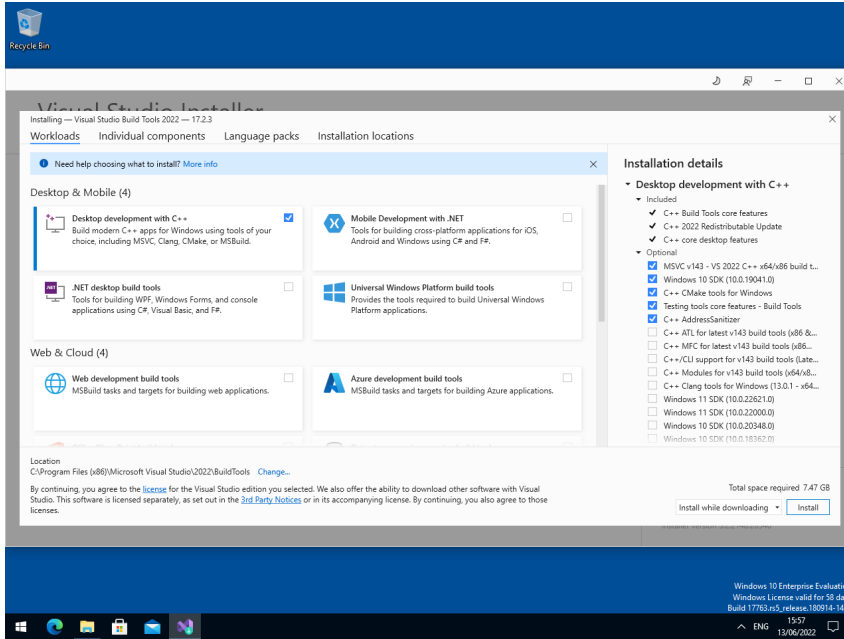 Recycle Bin
Visual Studio Installer
Installing — Visual Studio Build Tools 2022 — 17.2.3
Workloads
Individual components
Language packs
Installation locations
Need help choosing what to install? More info
Desktop & Mobile (4)
Desktop development with C++
Build modern C++ apps for Windows using tools of your
choice, including MSVC, Clang, CMake, or MSBuild.
Mobile Development with .NET
Tools for building cross-platform applications for iOS,
Android and Windows using C# and F#.
.NET desktop build tools
Tools for building WPF, Windows Forms, and console
applications using C#, Visual Basic, and F#.
Universal Windows Platform build tools
Provides the tools required to build Universal Windows
Platform applications.
Web & Cloud (4)
Web development build tools
MSBuild tasks and targets for building web applications.
Azure development build tools
MSBuild tasks and targets for building Azure applications.
Installation details
Desktop development with C++
Included
C++ Build Tools core features
C++ 2022 Redistributable Update
C++ core desktop features
Optional
MSVC v143 - VS 2022 C++ x64/x86 build t...
Windows 10 SDK (10.0.19041.0)
C++ CMake tools for Windows
Testing tools core features - Build Tools
C++ AddressSanitizer
C++ ATL for latest v143 build tools (x86 &...
C++ MFC for latest v143 build tools (x86...
C++/CLI support for v143 build tools (Late...
C++ Modules for v143 build tools (x64/x8...
C++ Clang tools for Windows (13.0.1 - x64...
Windows 11 SDK (10.0.22621.0)
Windows 11 SDK (10.0.22000.0)
Windows 10 SDK (10.0.20348.0)
Windows 10 SDK (10.0.18362.0)
Location
C:\Program Files (x86)\Microsoft Visual Studio\2022\BuildTools Change...
By continuing, you agree to the license for the Visual Studio edition you selected. We also offer the ability to download other software with Visual
Studio. This software is licensed separately, as set out in the 3rd Party Notices or in its accompanying license. By continuing, you also agree to those
licenses.
Total space required 7.47 GB
Install while downloading
Install
Windows 10 Enterprise Evaluati
Windows License valid for 58 da
Build 17763.rs5_release.180914-14
ENG
15:57
13/06/2022